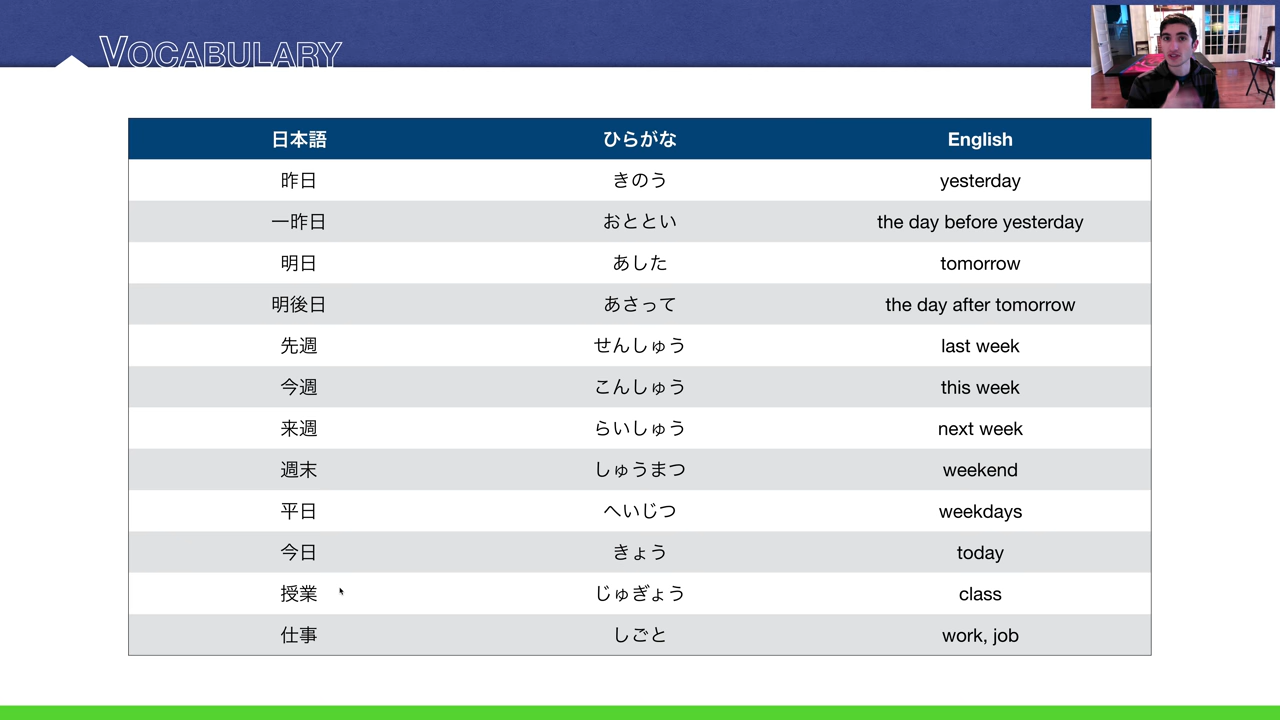 VOCABULARY
日本語 ひらがな English
昨日 きのう yesterday
一昨日 おととい the day before yesterday
明日 あした tomorrow
明後日 あさって the day after tomorrow
先週 せんしゅう last week
今週 こんしゅう this week
来週 らいしゅう next week
週末 しゅうまつ weekend
平日 へいじつ weekdays
今日 きょう today
授業 じゅぎょう class
仕事 しごと work, job